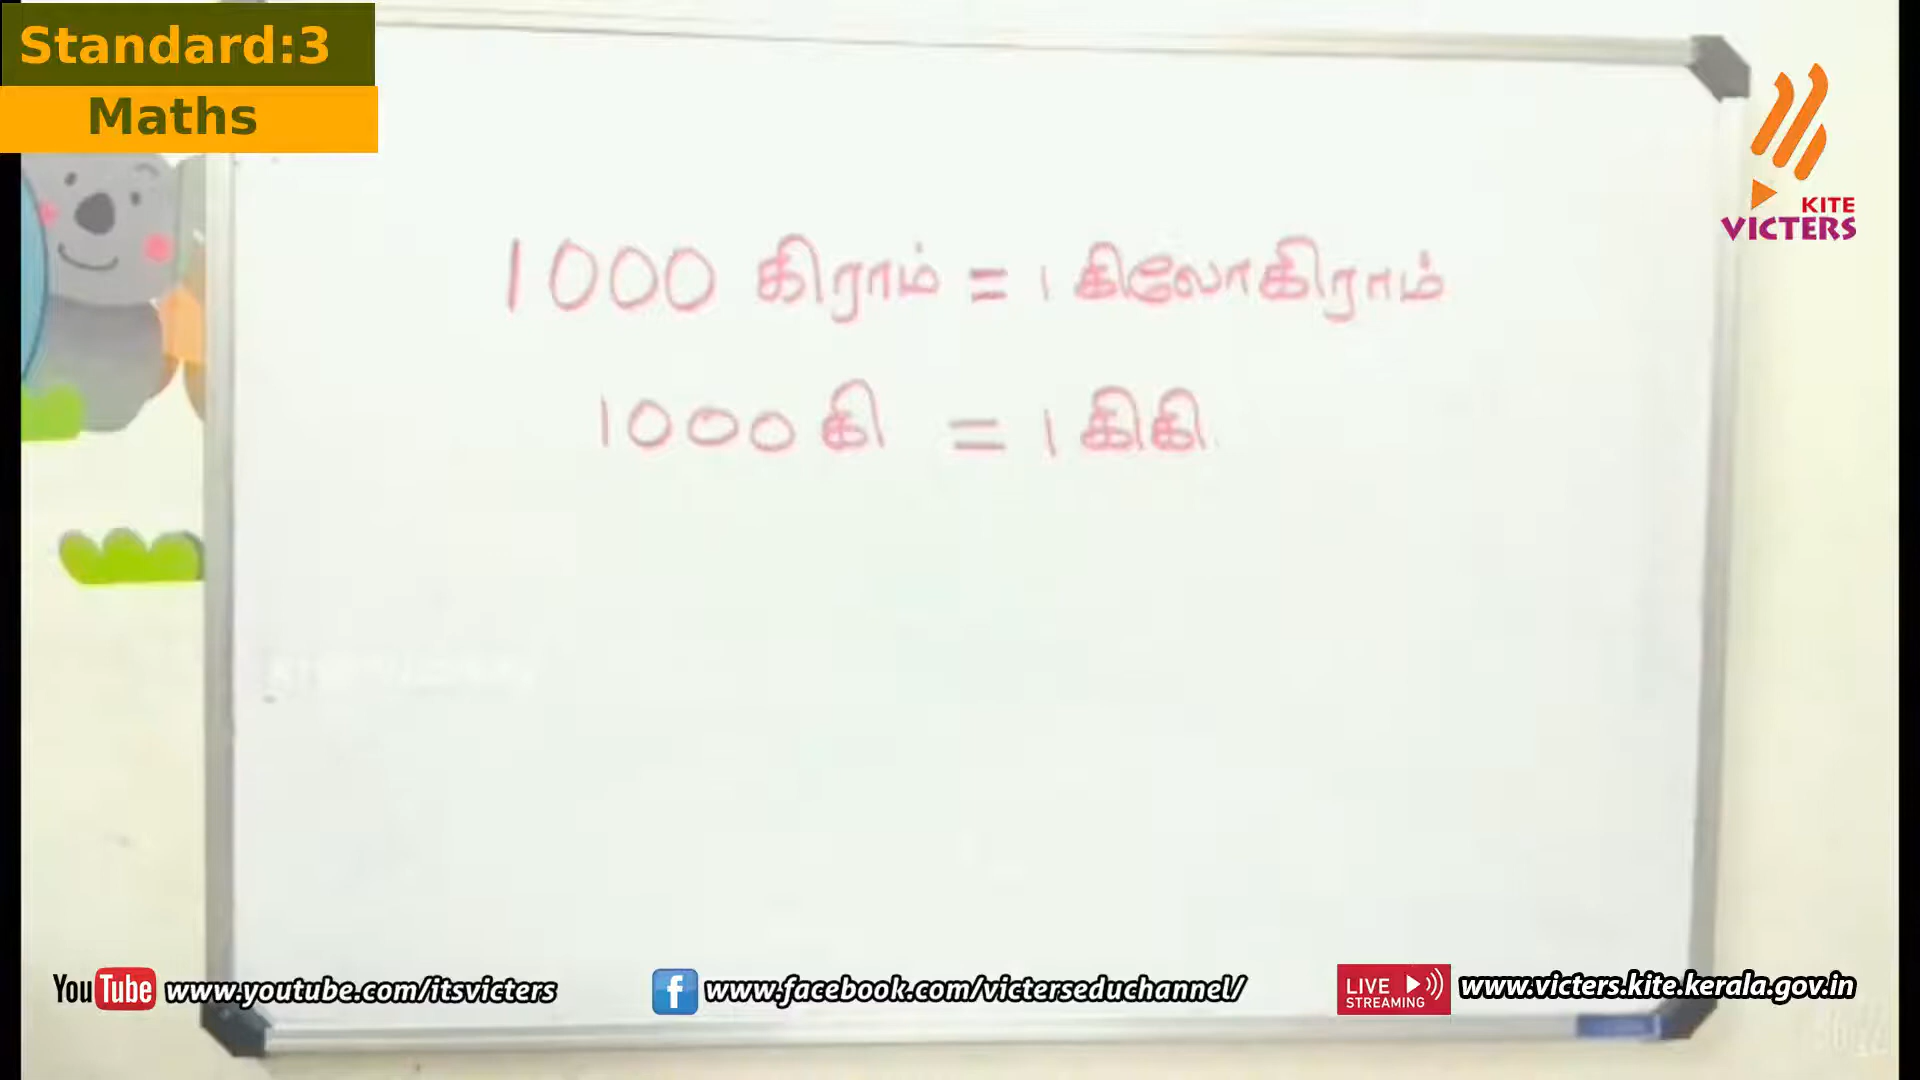 Standard:3
Maths
KITE
VICTERS
1000 கிராம் = 1 கிலோகிராம்
1000 கி = 1 கிகி
YouTube www.youtube.com/itsvicters
f www.facebook.com/victerseduchannel/
LIVE STREAMING www.victers.kite.kerala.gov.in